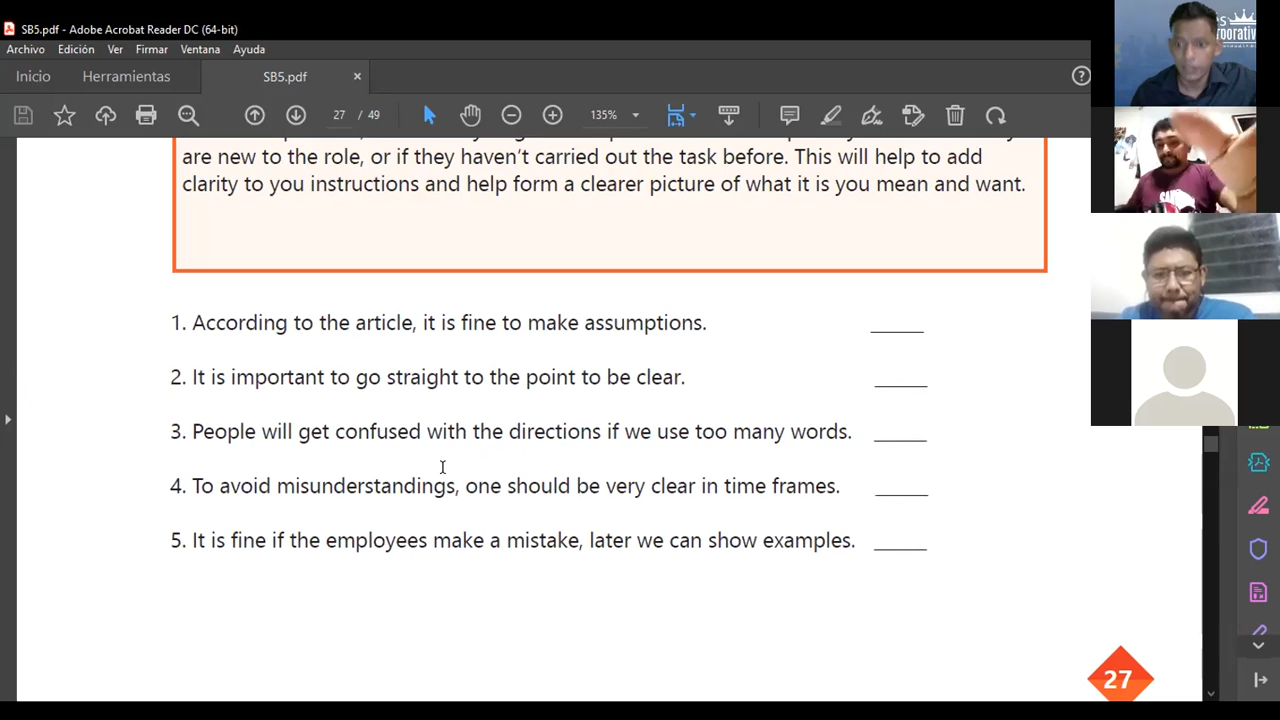 SB5.pdf - Adobe Acrobat Reader DC (64-bit)
Archivo Edición Ver Firmar Ventana Ayuda
Inicio Herramientas SB5.pdf ×
27 / 49 135%
are new to the role, or if they haven't carried out the task before. This will help to add
clarity to you instructions and help form a clearer picture of what it is you mean and want.
1. According to the article, it is fine to make assumptions. _____
2. It is important to go straight to the point to be clear. _____
3. People will get confused with the directions if we use too many words. _____
4. To avoid misunderstandings, one should be very clear in time frames. _____
5. It is fine if the employees make a mistake, later we can show examples. _____
27